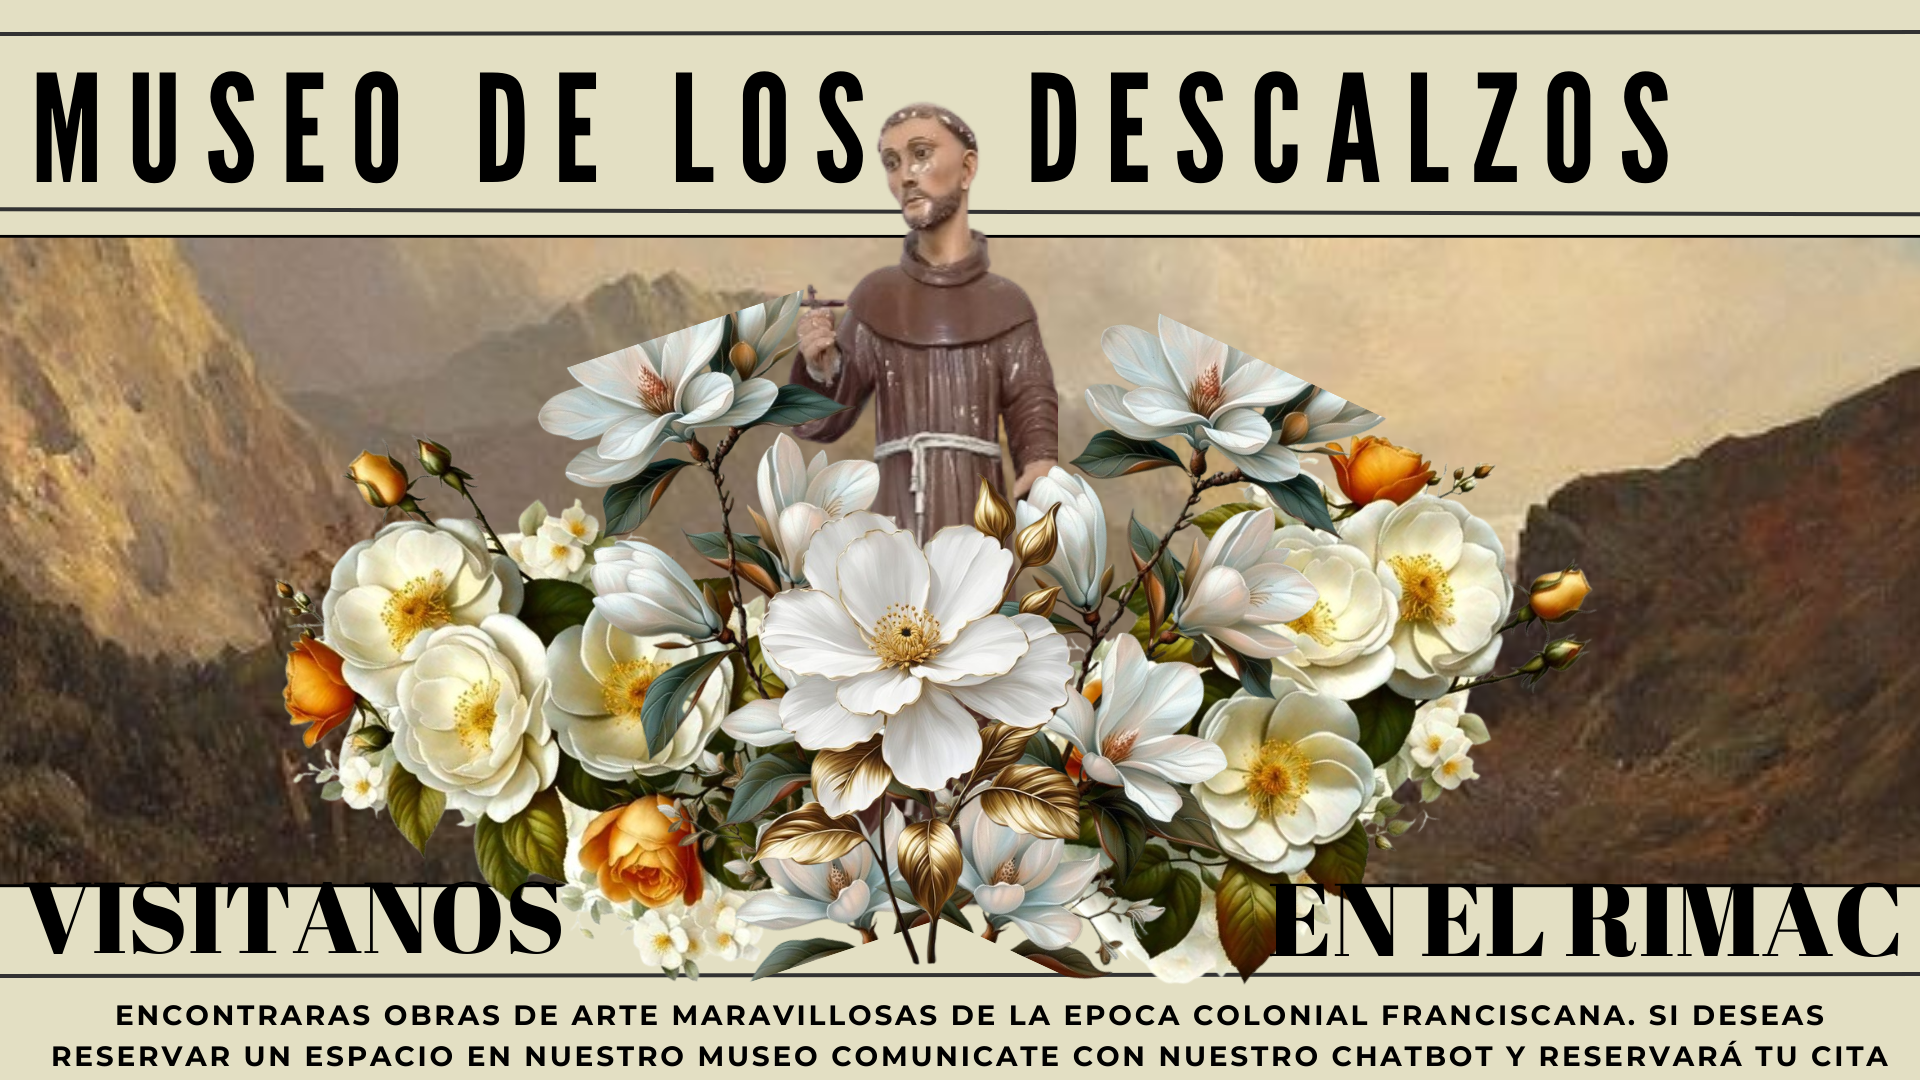 MUSEO DE LOS DESCALZOS
VISITANOS EN EL RIMAC
ENCONTRARAS OBRAS DE ARTE MARAVILLOSAS DE LA EPOCA COLONIAL FRANCISCANA. SI DESEAS
RESERVAR UN ESPACIO EN NUESTRO MUSEO COMUNICATE CON NUESTRO CHATBOT Y RESERVARÁ TU CITA